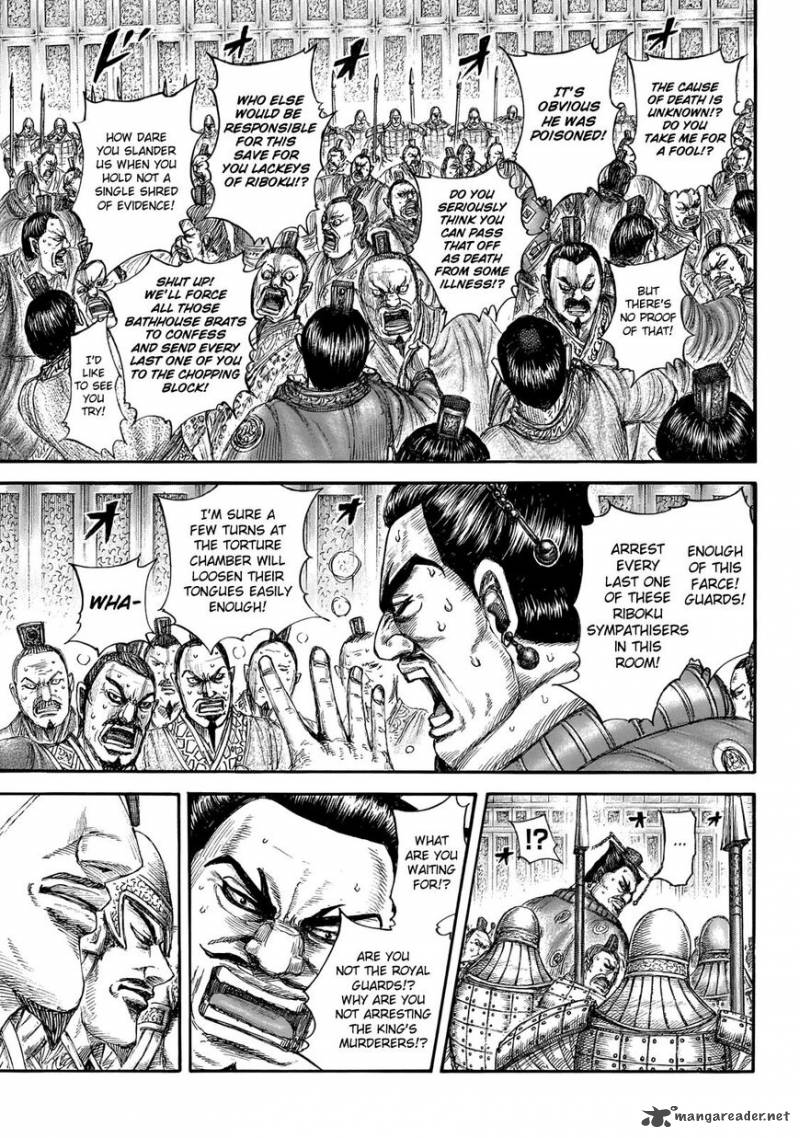 THE CAUSE
OF DEATH IS
UNKNOWN!?
DO YOU
TAKE ME FOR
A FOOL!?
IT'S
OBVIOUS
HE WAS
POISONED!
BUT
THERE'S
NO PROOF
OF THAT!
DO YOU
SERIOUSLY
THINK YOU
CAN PASS
THAT OFF
AS DEATH
FROM SOME
ILLNESS!?
WHO ELSE
WOULD BE
RESPONSIBLE
FOR THIS
SAVE FOR
YOU LACKEYS
OF RIBOKU!?
HOW DARE
YOU SLANDER
US WHEN YOU
HOLD NOT A
SINGLE SHRED
OF EVIDENCE!
SHUT UP!
WE'LL FORCE
ALL THOSE
BATHHOUSE BRATS
TO CONFESS
AND SEND EVERY
LAST ONE OF YOU
TO THE CHOPPING
BLOCK!
I'D
LIKE
TO SEE
YOU
TRY!
ENOUGH
OF THIS
FARCE!
GUARDS!
ARREST
EVERY
LAST ONE
OF THESE
RIBOKU
SYMPATHISERS
IN THIS
ROOM!
I'M SURE A
FEW TURNS AT
THE TORTURE
CHAMBER WILL
LOOSEN THEIR
TONGUES EASILY
ENOUGH!
WHA-
...
!?
WHAT
ARE YOU
WAITING
FOR!?
ARE YOU
NOT THE ROYAL
GUARDS!?
WHY ARE YOU
NOT ARRESTING
THE KING'S
MURDERERS!?
mangareader.net